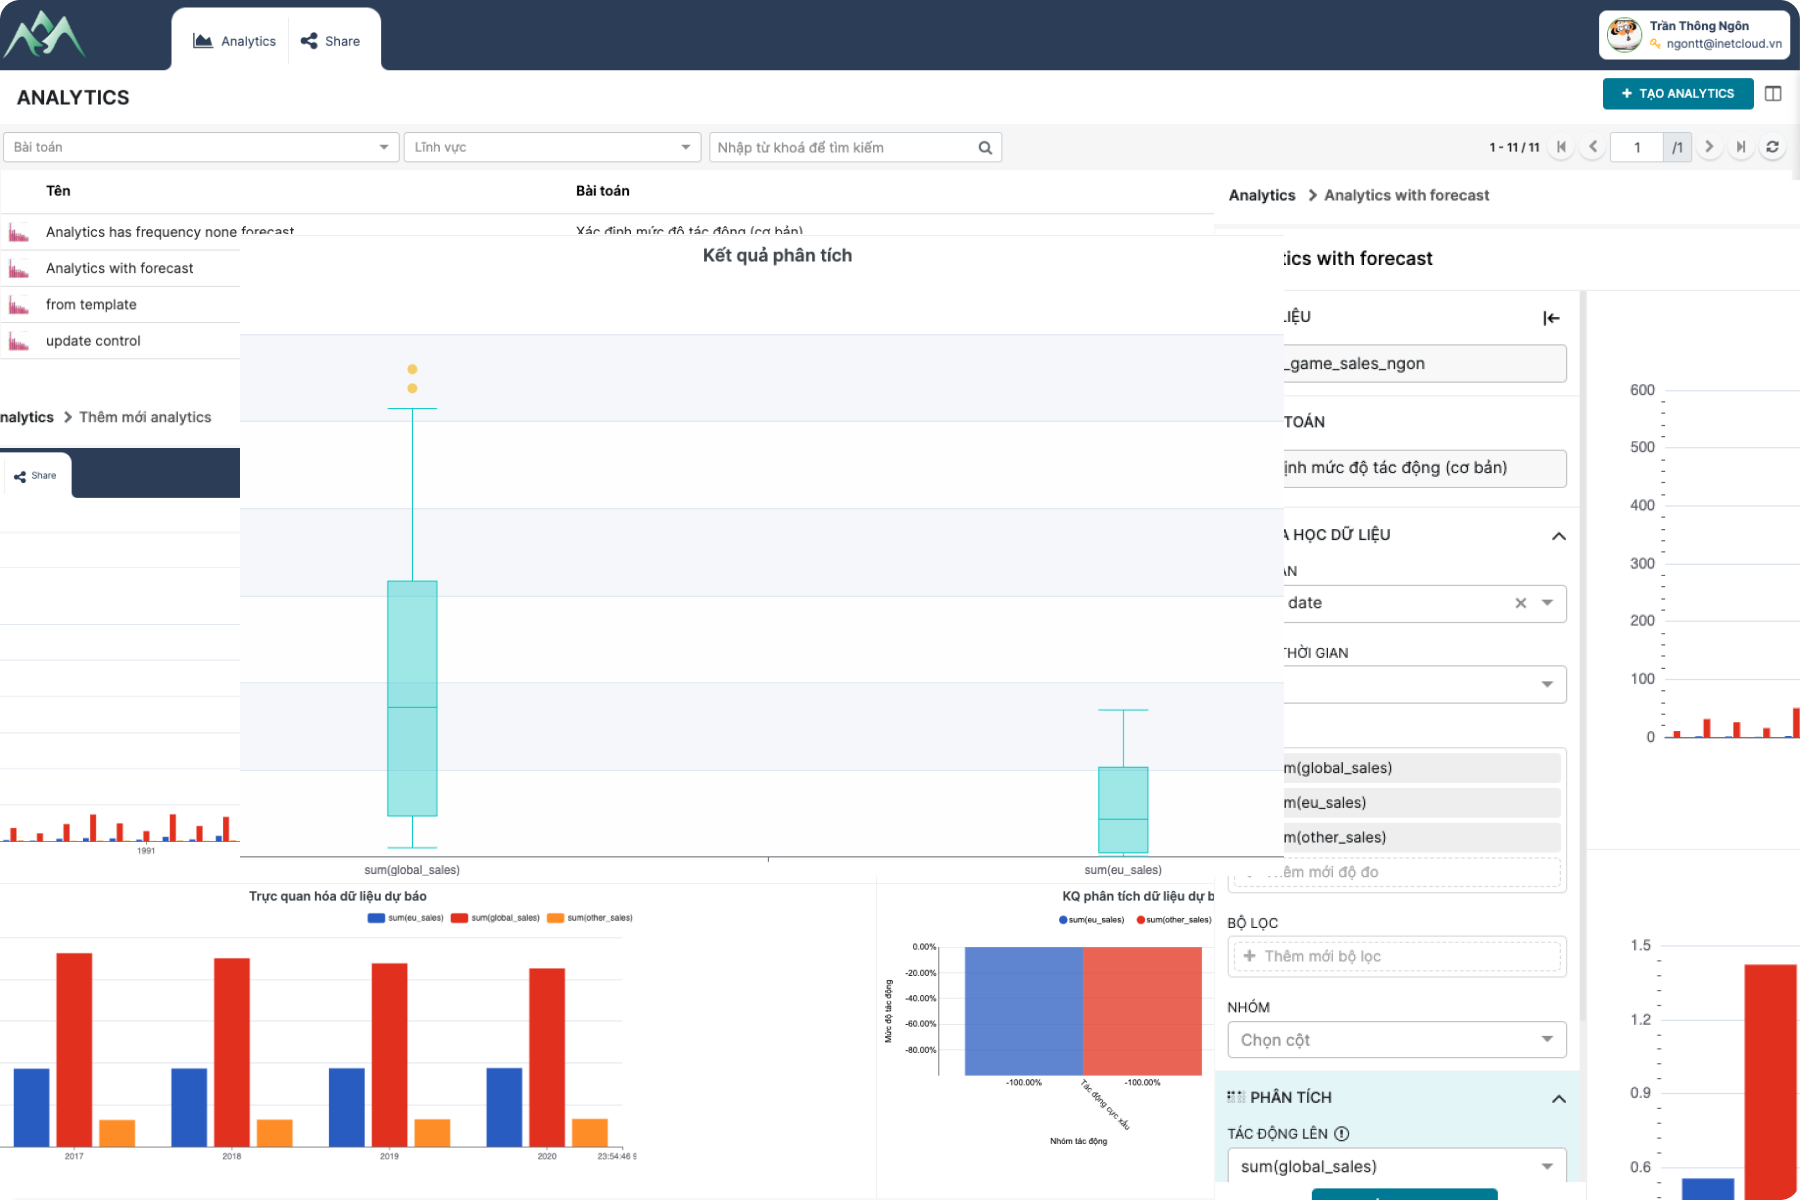 Analytics
Share
Trần Thông Ngôn
ngontt@inetcloud.vn
ANALYTICS
+ TẠO ANALYTICS
Bài toán
Lĩnh vực
Nhập từ khoá để tìm kiếm
1 - 11 / 11
1
/1
Tên
Bài toán
Analytics has frequency none forecast
Xác định mức độ tác động (cơ bản)
Analytics with forecast
from template
update control
nalytics > Thêm mới analytics
Share
1991
Kết quả phân tích
sum(global_sales)
sum(eu_sales)
Analytics > Analytics with forecast
tics with forecast
LIỆU
_game_sales_ngon
TOÁN
ịnh mức độ tác động (cơ bản)
A HỌC DỮ LIỆU
date
THỜI GIAN
m(global_sales)
m(eu_sales)
m(other_sales)
êm mới độ đo
BỘ LỌC
+ Thêm mới bộ lọc
NHÓM
Chọn cột
PHÂN TÍCH
TÁC ĐỘNG LÊN
sum(global_sales)
600
500
400
300
200
100
0
1.5
1.2
0.9
0.6
Trực quan hóa dữ liệu dự báo
sum(eu_sales)
sum(global_sales)
sum(other_sales)
2017
2018
2019
2020
23:54:46
KQ phân tích dữ liệu dự b
sum(eu_sales)
sum(other_sales)
Mức độ tác động
0.00%
-20.00%
-40.00%
-60.00%
-80.00%
-100.00%
-100.00%
Tác động cực xấu
Nhóm tác động